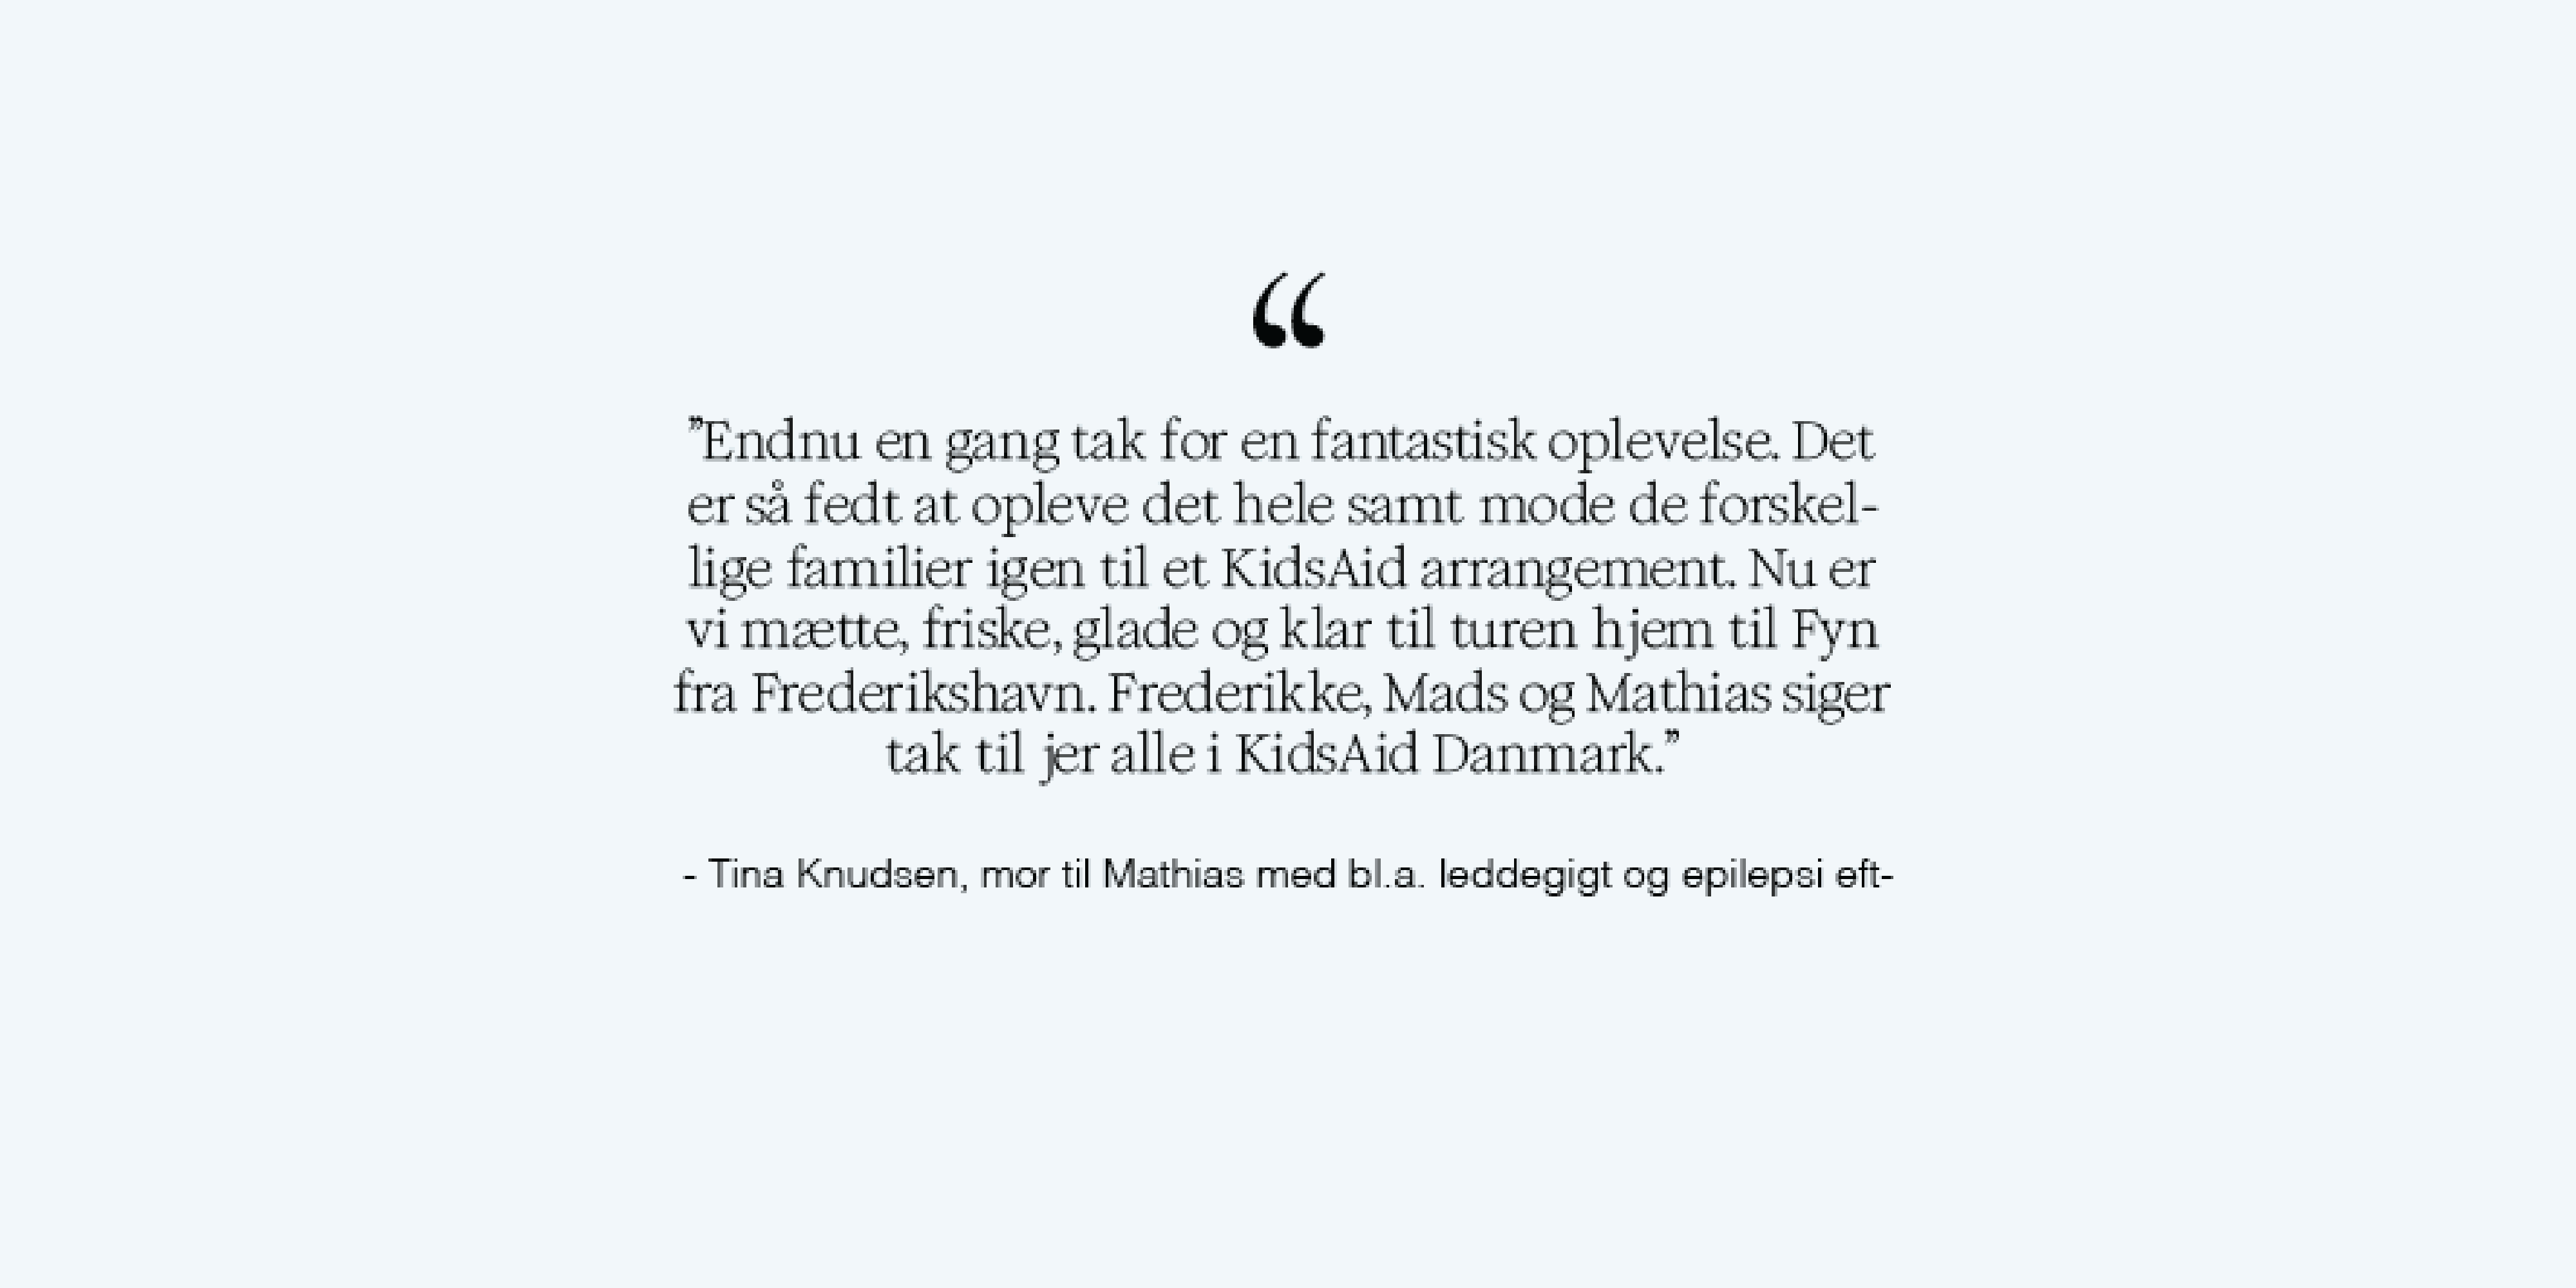 “
”Endnu en gang tak for en fantastisk oplevelse. Det
er så fedt at opleve det hele samt mode de forskel-
lige familier igen til et KidsAid arrangement. Nu er
vi mætte, friske, glade og klar til turen hjem til Fyn
fra Frederikshavn. Frederikke, Mads og Mathias siger
tak til jer alle i KidsAid Danmark.”
- Tina Knudsen, mor til Mathias med bl.a. leddegigt og epilepsi eft-